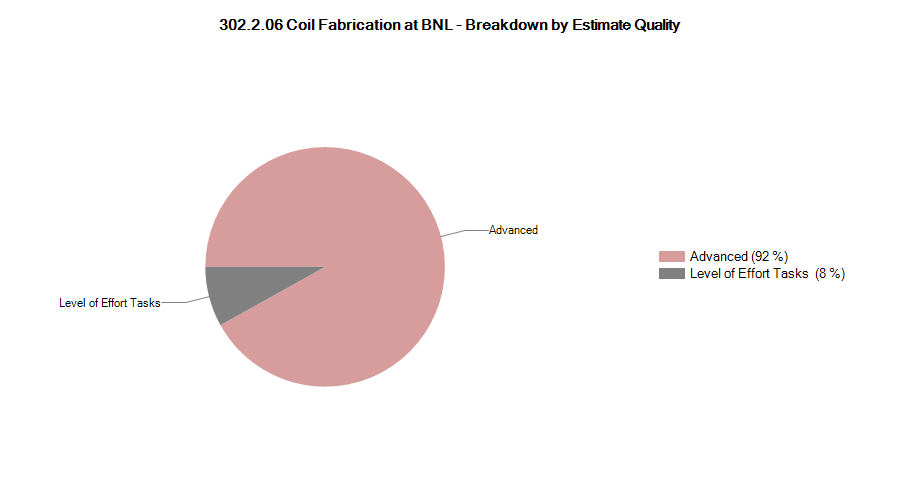 302.2.06 Coil Fabrication at BNL - Breakdown by Estimate Quality
Advanced
Level of Effort Tasks
Advanced (92 %)
Level of Effort Tasks  (8 %)